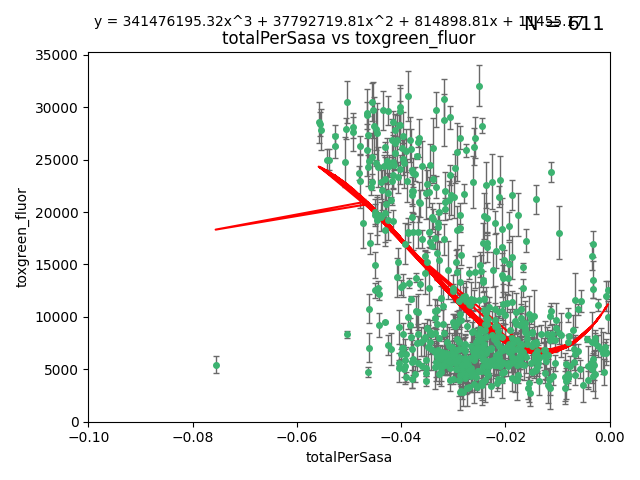 y = 341476195.32x^3 + 37792719.81x^2 + 814898.81x +
N = 611
totalPerSasa vs toxgreen_fluor
35000
30000
25000
20000
15000
10000
5000
0
toxgreen_fluor
−0.10
−0.08
−0.06
−0.04
−0.02
0.00
totalPerSasa